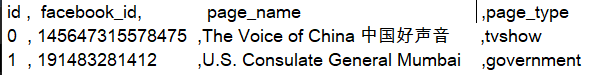 id , facebook_id, page_name ,page_type
0 , 145647315578475 ,The Voice of China 中国好声音 ,tvshow
1 , 191483281412 ,U.S. Consulate General Mumbai ,government